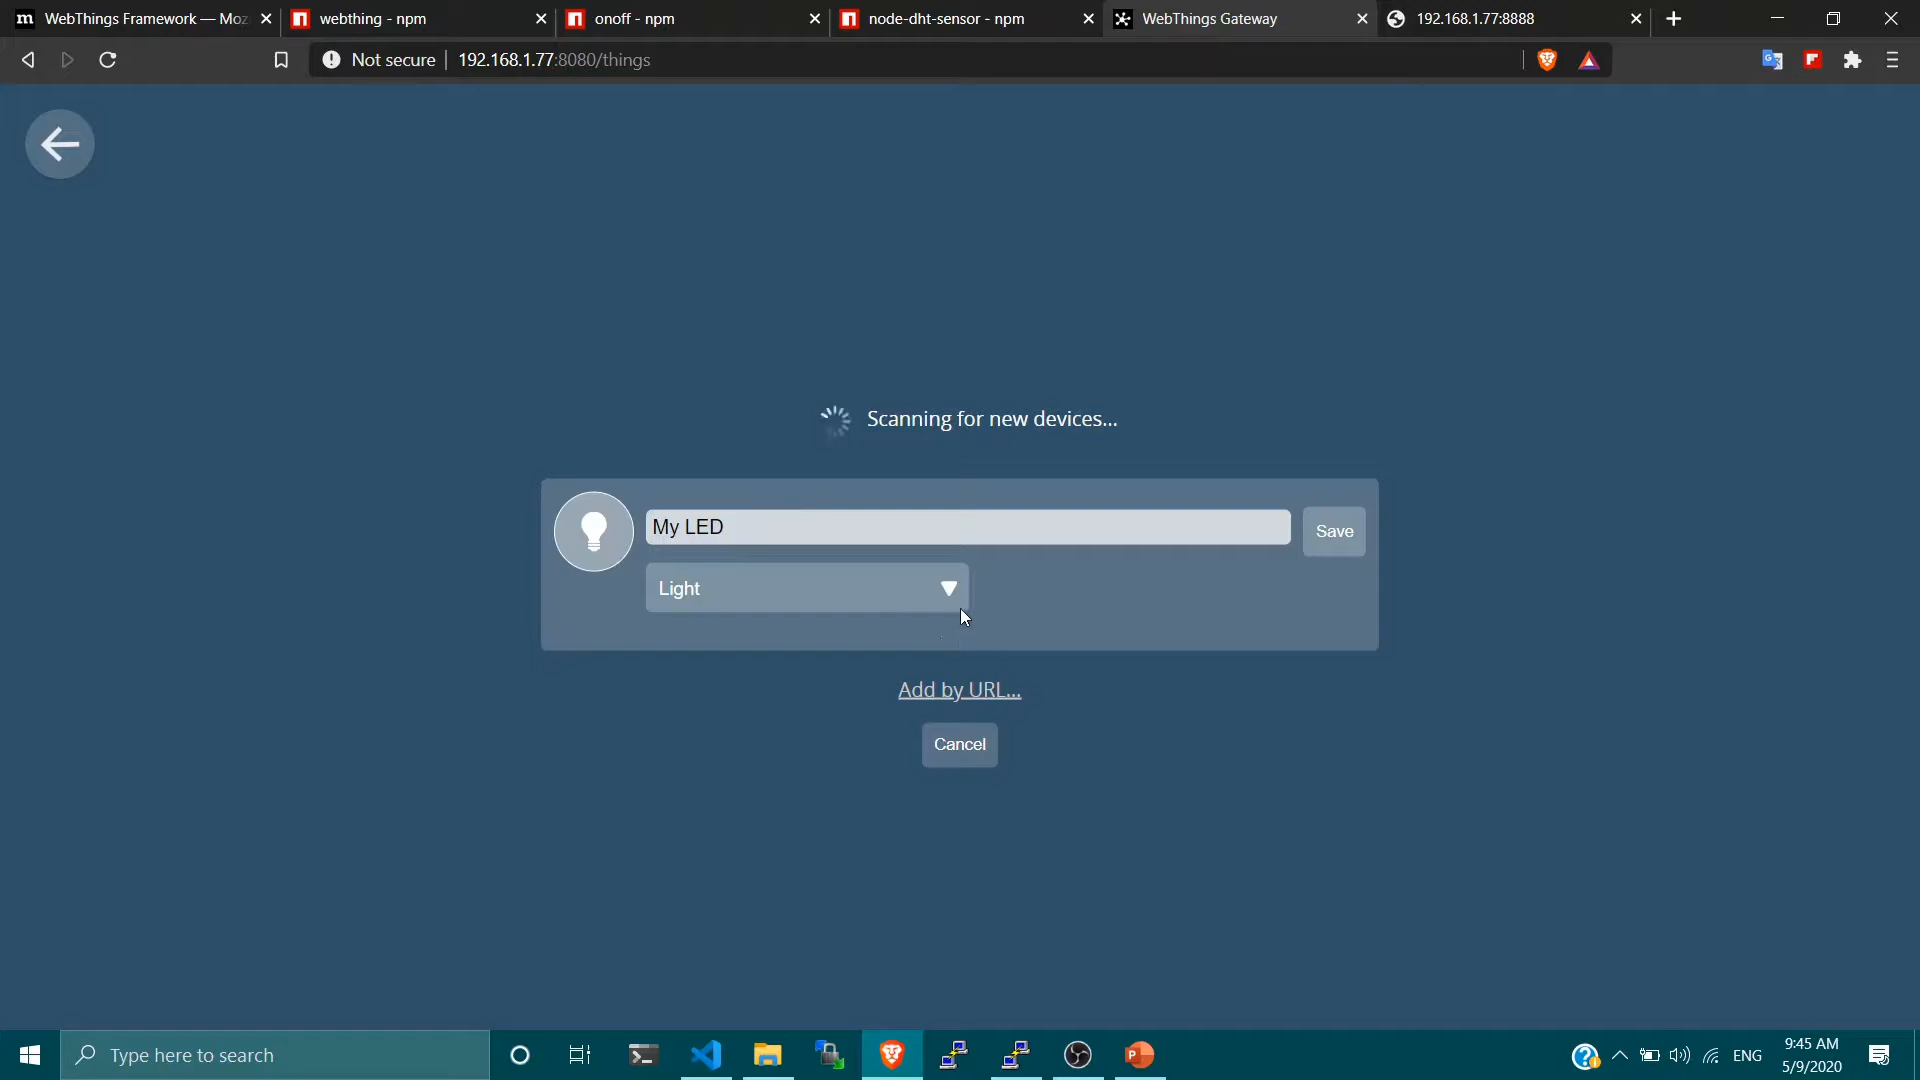 WebThings Framework — Moz
webthing - npm
onoff - npm
node-dht-sensor - npm
WebThings Gateway
192.168.1.77:8888
Not secure
192.168.1.77:8080/things
Scanning for new devices...
My LED
Save
Light
Add by URL...
Cancel
Type here to search
ENG
9:45 AM
5/9/2020